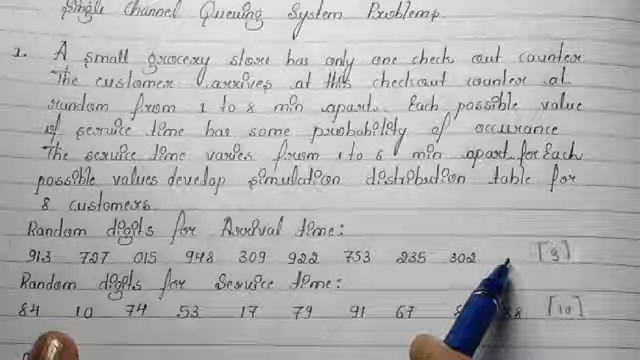 Single Channel Queuing System Problems
1. A small grocery store has only one check out counter
The customer arrives at this checkout counter at
random from 1 to 8 min apart. Each possible value
of service time has some probability of occurance
The service time varies from 1 to 6 min apart for Each
possible values develop simulation distribution table for
8 customers.
Random digits for Arrival time:
913 727 015 948 309 922 753 235 302 [9]
Random digits for Service time:
84 10 74 53 17 79 91 67 38 [10]